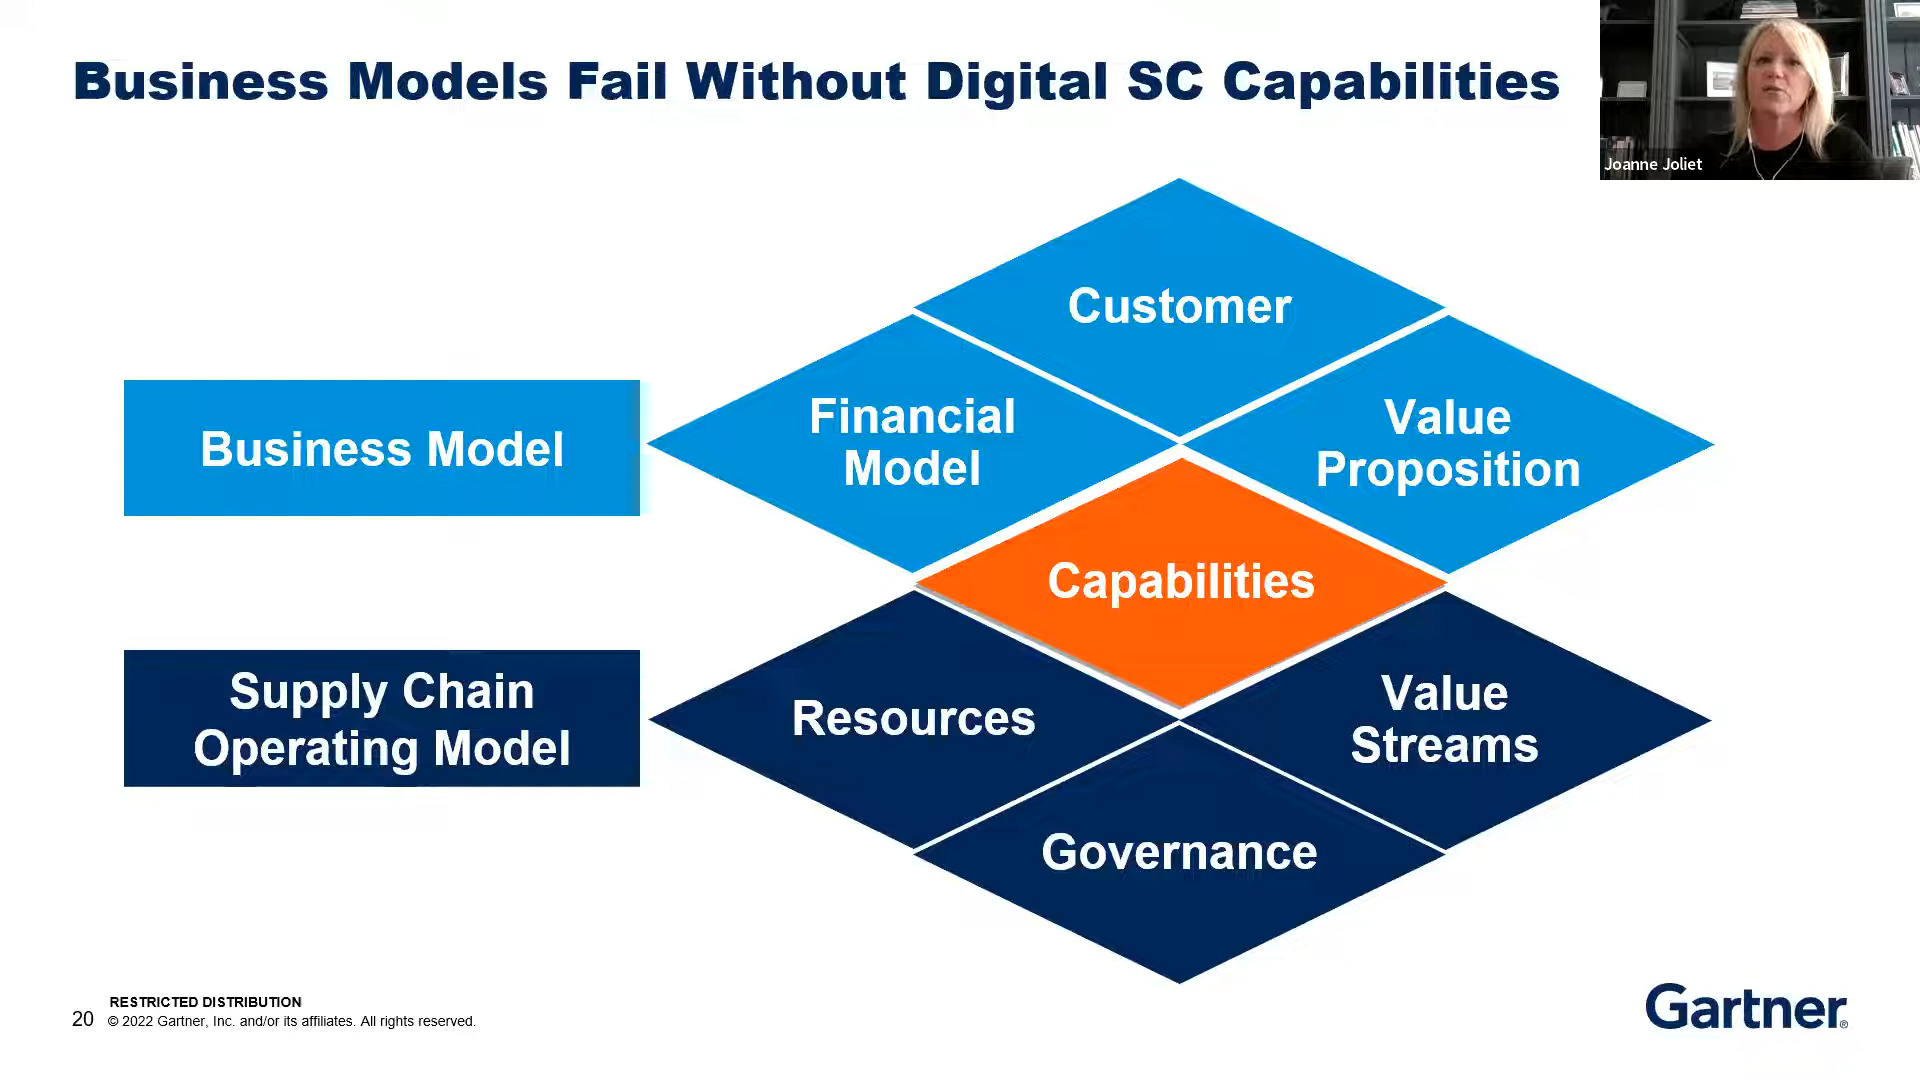 Business Models Fail Without Digital SC Capabilities
Joanne Joliet
Customer
Financial
Model
Value
Proposition
Business Model
Capabilities
Supply Chain
Operating Model
Resources
Value
Streams
Governance
RESTRICTED DISTRIBUTION
20 © 2022 Gartner, Inc. and/or its affiliates. All rights reserved.
Gartner®